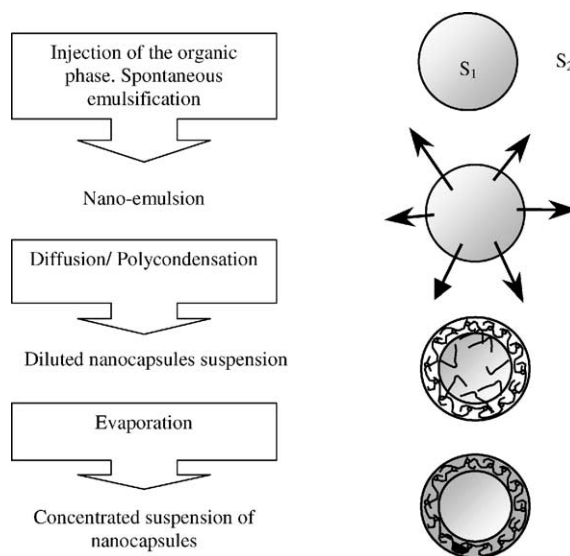 Injection of the organic
phase. Spontaneous
emulsification
S1
S2
Nano-emulsion
Diffusion/ Polycondensation
Diluted nanocapsules suspension
Evaporation
Concentrated suspension of
nanocapsules